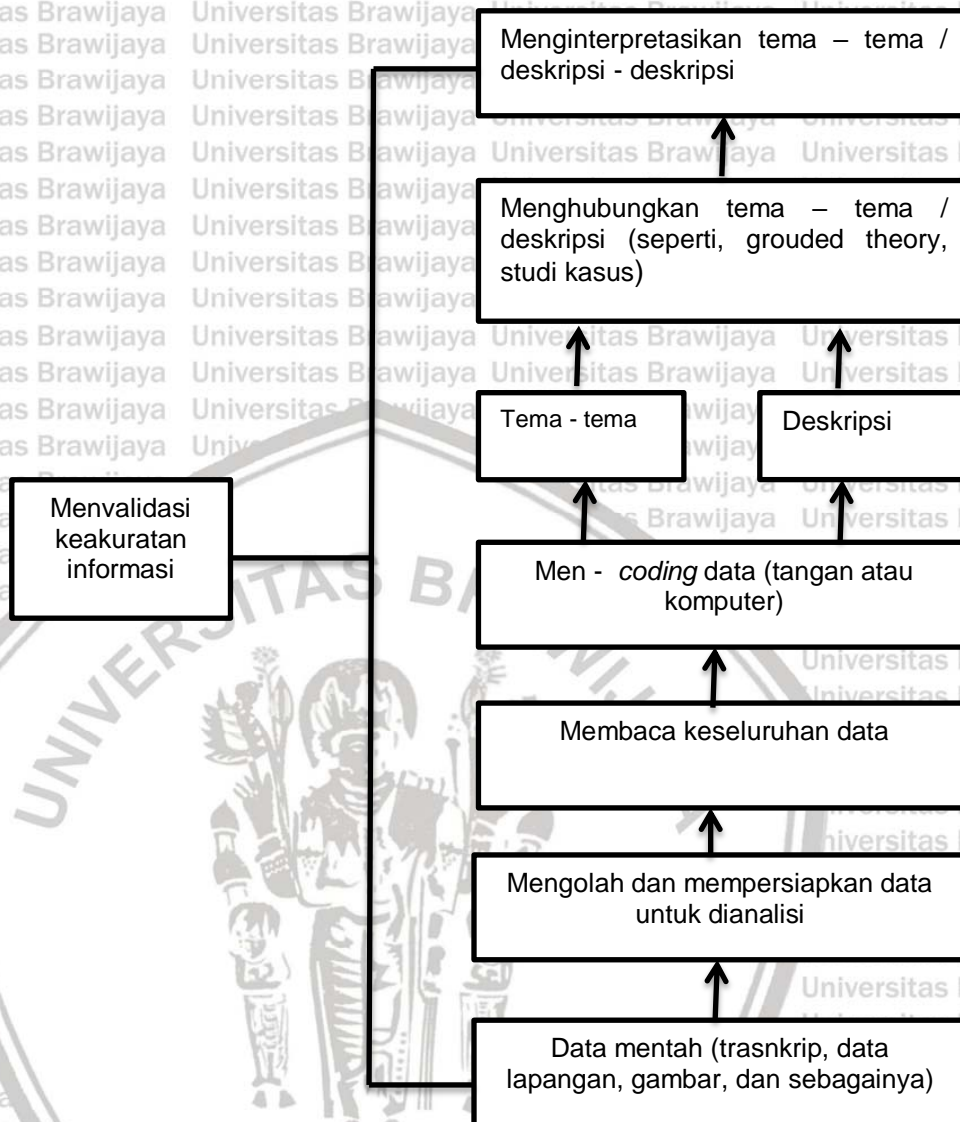 Menginterpretasikan tema – tema /
deskripsi - deskripsi
Menghubungkan tema – tema /
deskripsi (seperti, grouded theory,
studi kasus)
Tema - tema
Deskripsi
Menvalidasi
keakuratan
informasi
Men - coding data (tangan atau
komputer)
Membaca keseluruhan data
Mengolah dan mempersiapkan data
untuk dianalisi
Data mentah (trasnkrip, data
lapangan, gambar, dan sebagainya)